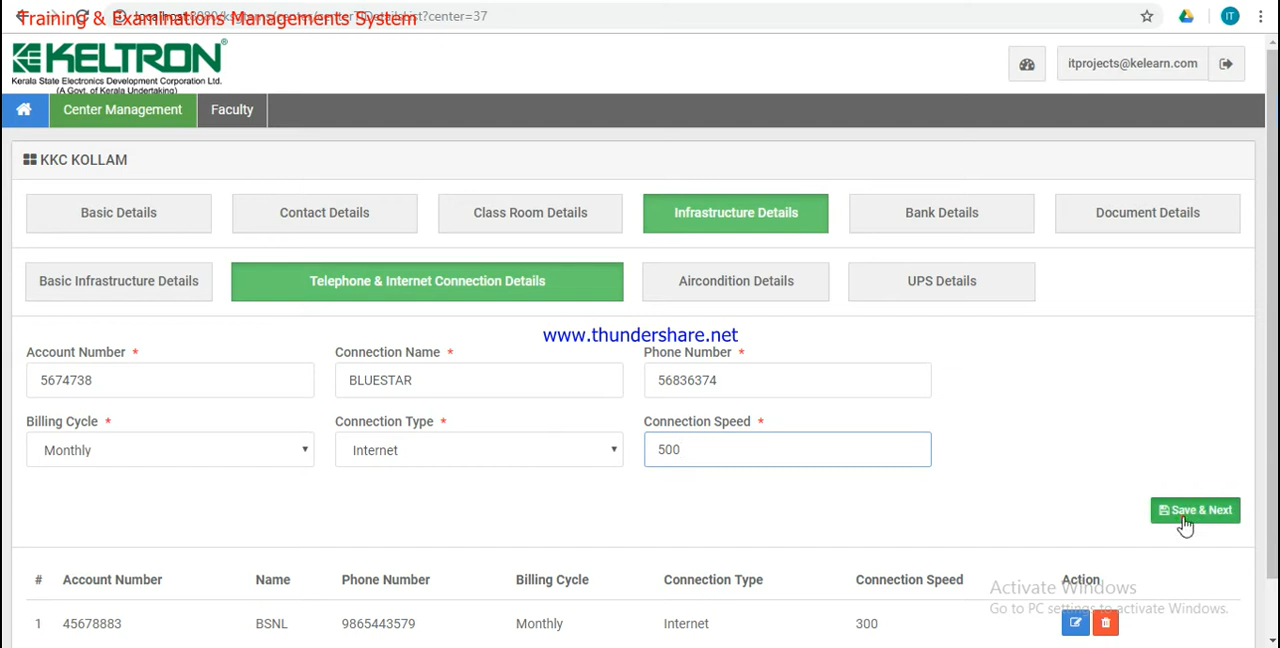 Training & Examinations Managements System
center=37
KELTRON®
Kerala State Electronics Development Corporation Ltd.
(A Govt. of Kerala Undertaking)
itprojects@kelearn.com
IT
Center Management
Faculty
KKC KOLLAM
Basic Details
Contact Details
Class Room Details
Infrastructure Details
Bank Details
Document Details
Basic Infrastructure Details
Telephone & Internet Connection Details
Aircondition Details
UPS Details
www.thundershare.net
Account Number *
Connection Name *
Phone Number *
5674738
BLUESTAR
56836374
Billing Cycle *
Connection Type *
Connection Speed *
Monthly
Internet
500
Save & Next
# Account Number Name Phone Number Billing Cycle Connection Type Connection Speed Action
1 45678883 BSNL 9865443579 Monthly Internet 300
Activate Windows
Go to PC settings to activate Windows.